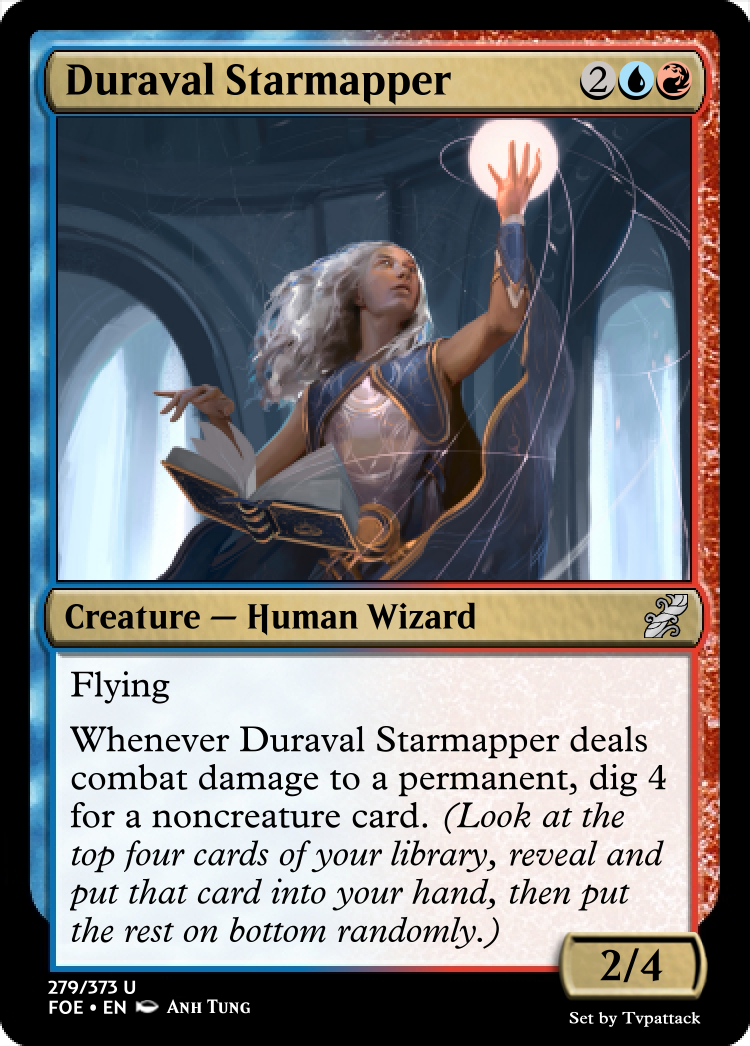 Duraval Starmapper 2
Creature — Human Wizard
Flying
Whenever Duraval Starmapper deals
combat damage to a permanent, dig 4
for a noncreature card. (Look at the
top four cards of your library, reveal and
put that card into your hand, then put
the rest on bottom randomly.)
2/4
279/373 U
FOE • EN Anh Tung
Set by Tvpattack